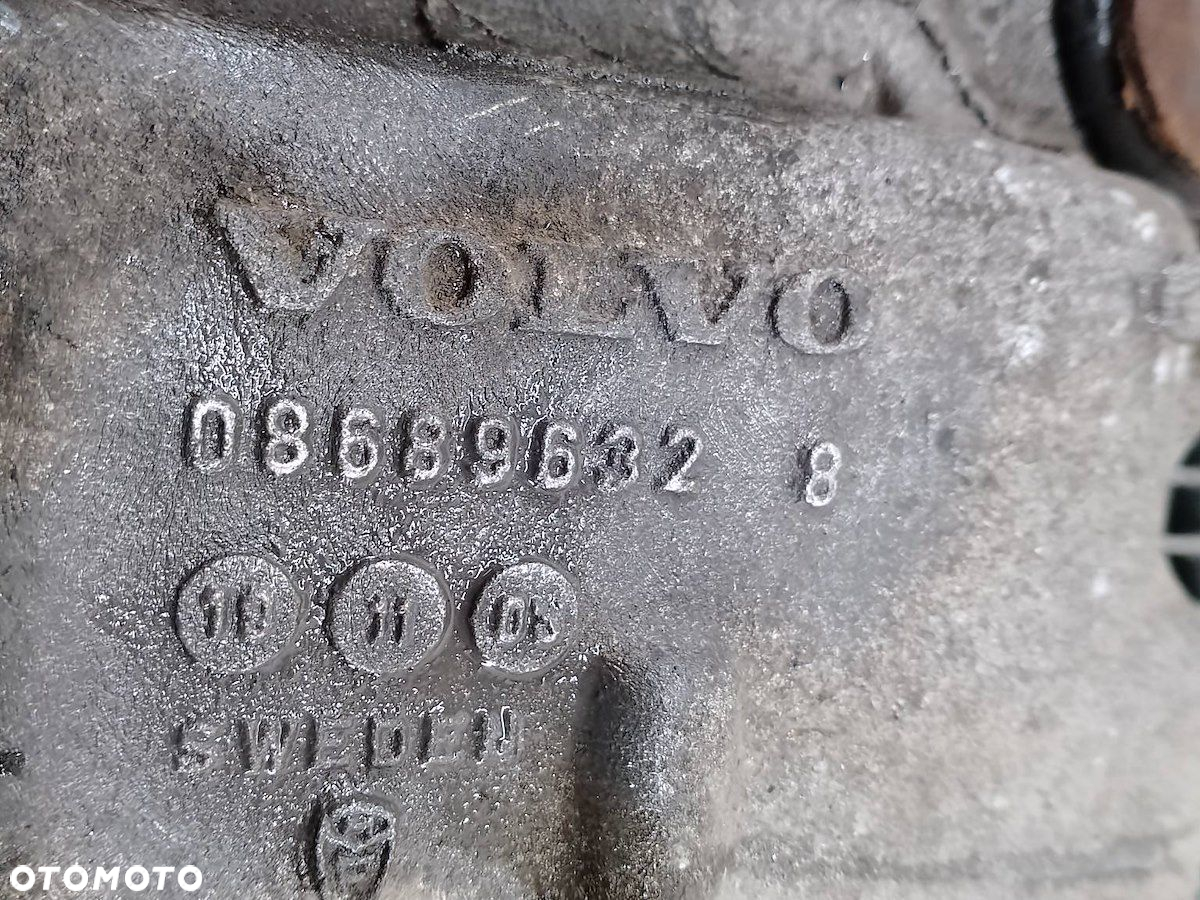 VOLVO
08689632 8
10 11 05
SWEDEN
OTOMOTO